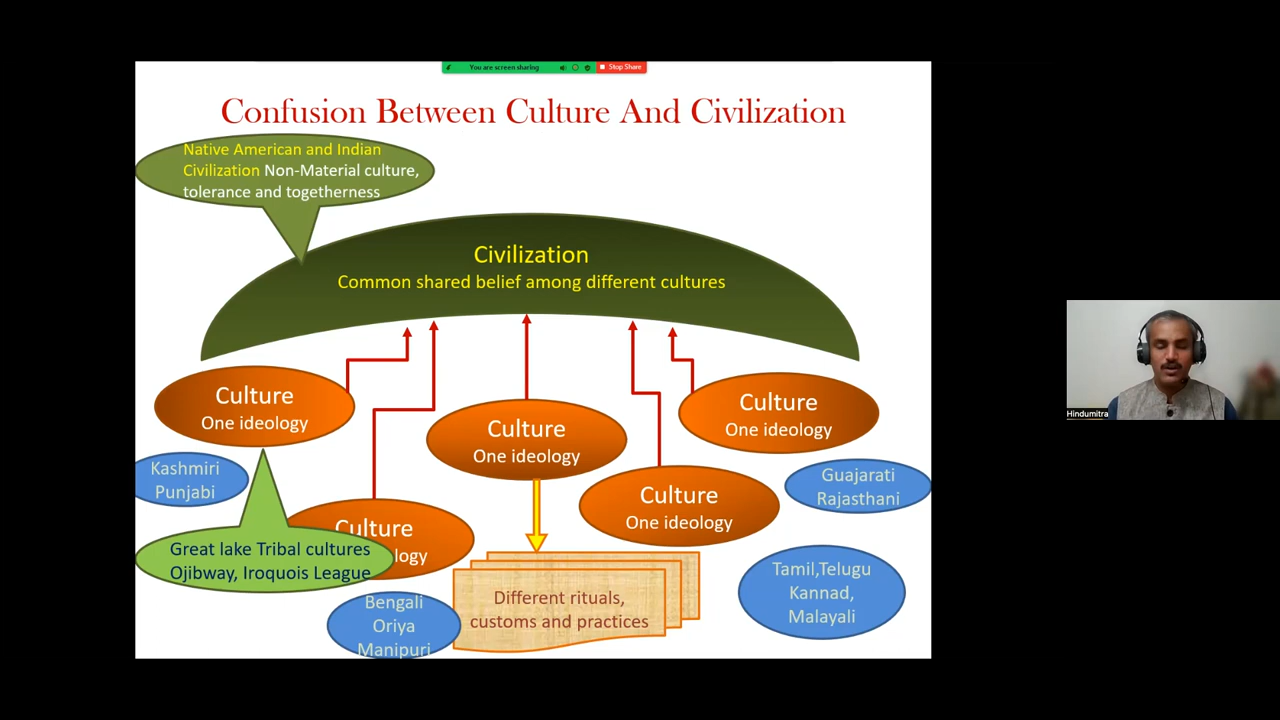 You are screen sharing
Stop Share
Confusion Between Culture And Civilization
Native American and Indian
Civilization Non-Material culture,
tolerance and togetherness
Civilization
Common shared belief among different cultures
Culture
One ideology
Culture
One ideology
Culture
One ideology
Kashmiri
Punjabi
Guajarati
Rajasthani
Culture
One ideology
Culture
logy
Great lake Tribal cultures
Ojibway, Iroquois League
Tamil,Telugu
Kannad,
Malayali
Different rituals,
customs and practices
Bengali
Oriya
Manipuri
Hindumitra